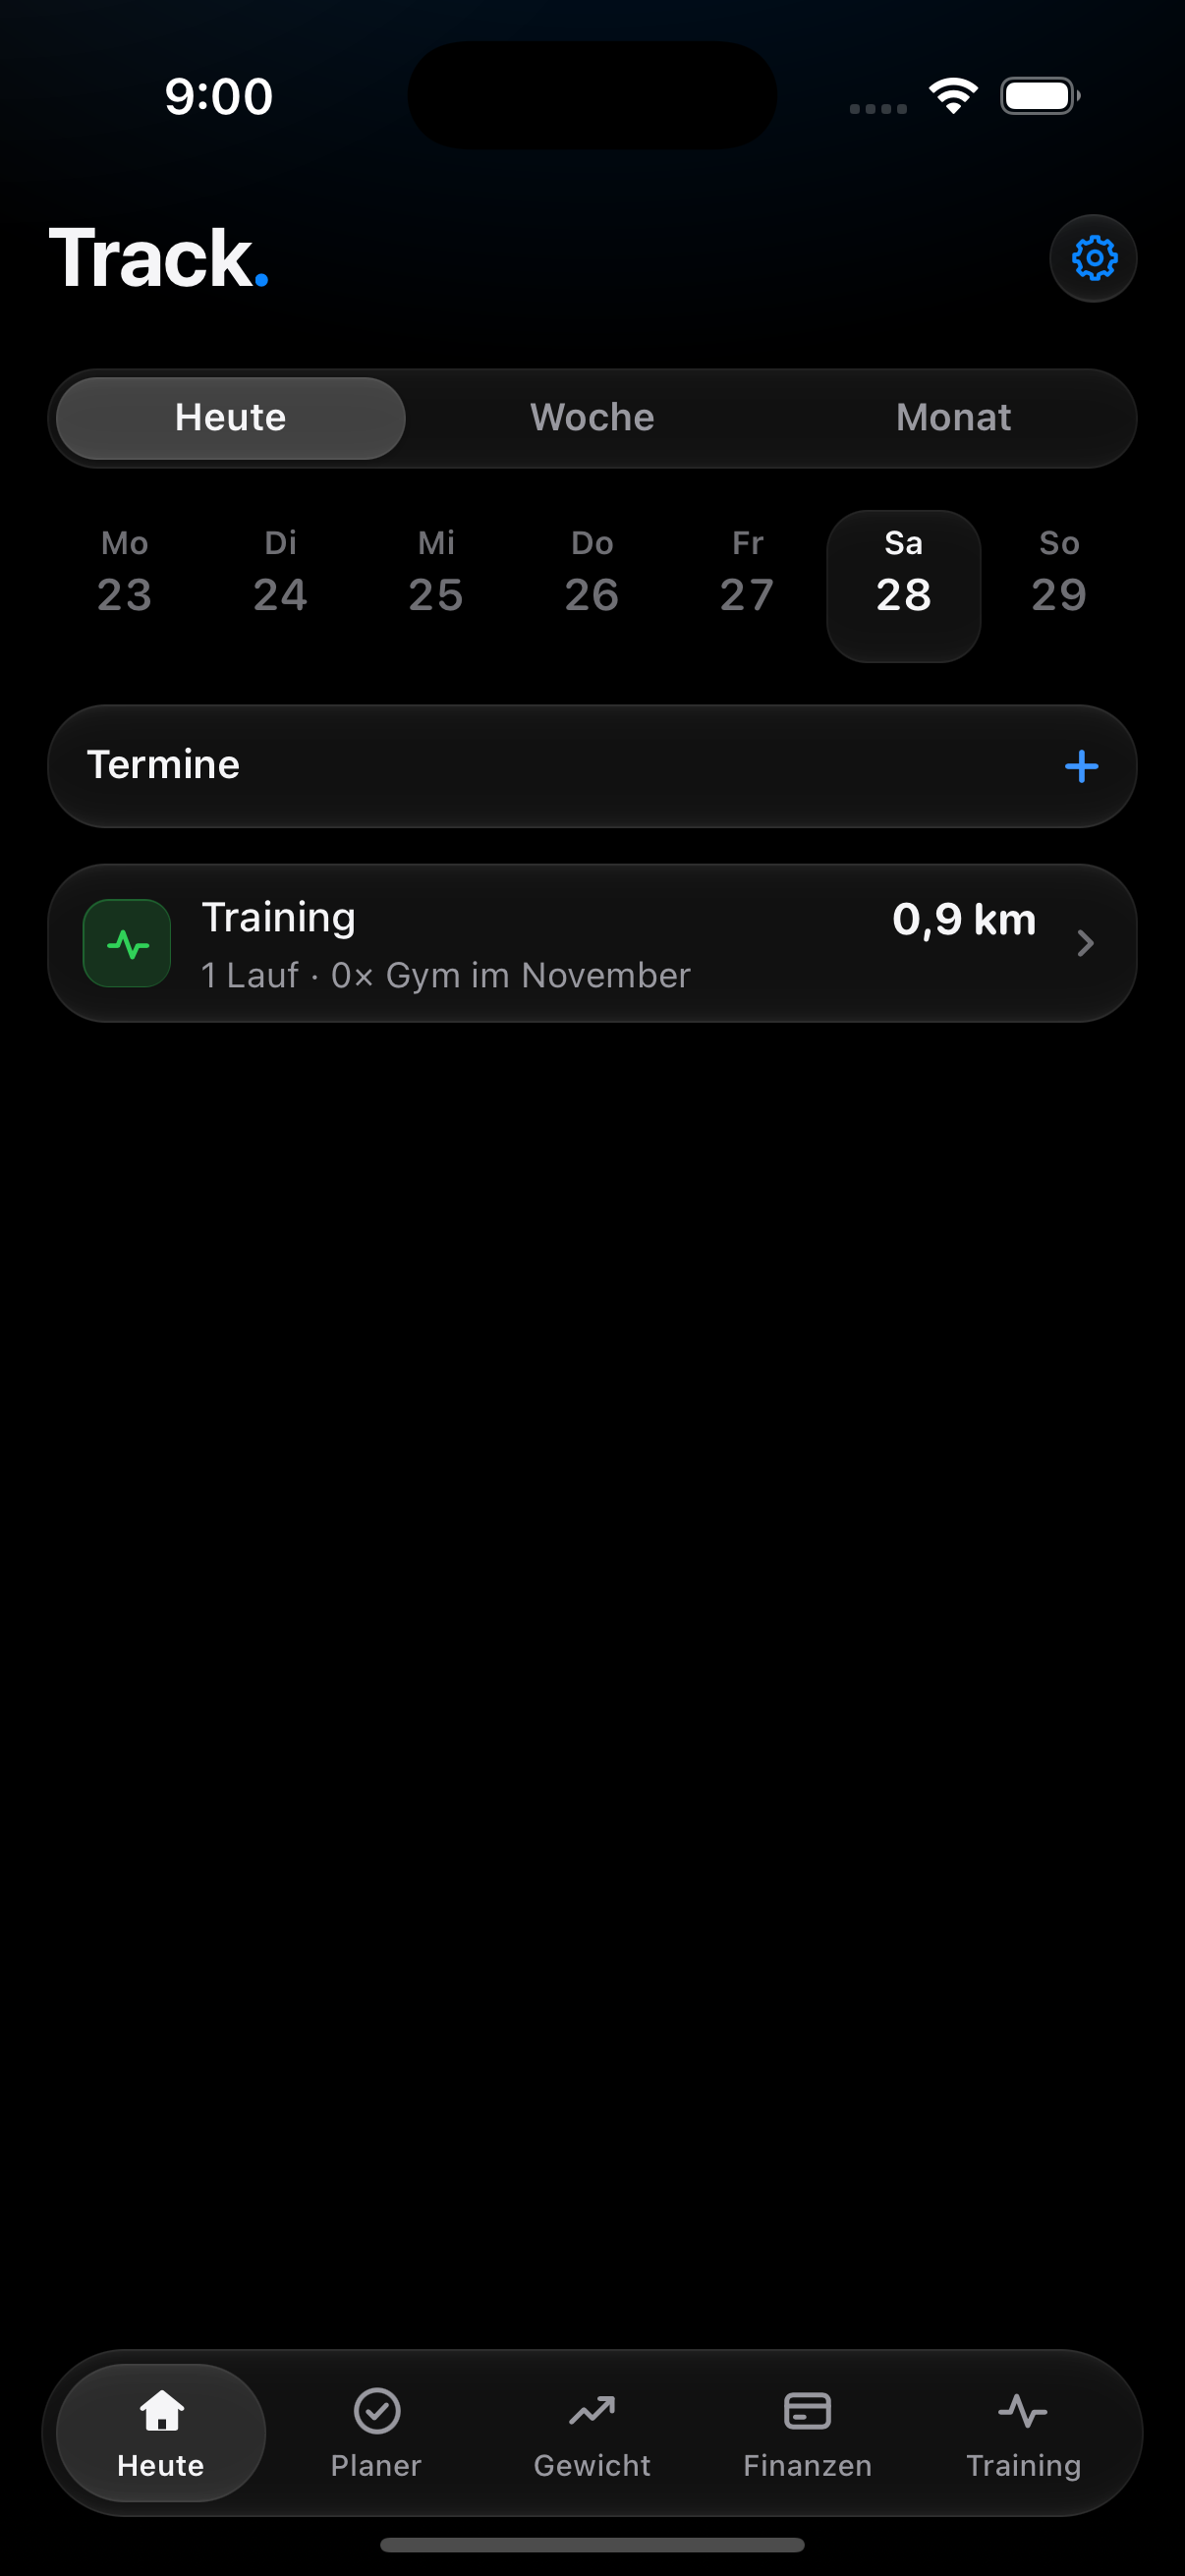 9:00
Track.
Heute Woche Monat
Mo Di Mi Do Fr Sa So
23 24 25 26 27 28 29
Termine
Training 0,9 km
1 Lauf · 0× Gym im November
Heute Planer Gewicht Finanzen Training